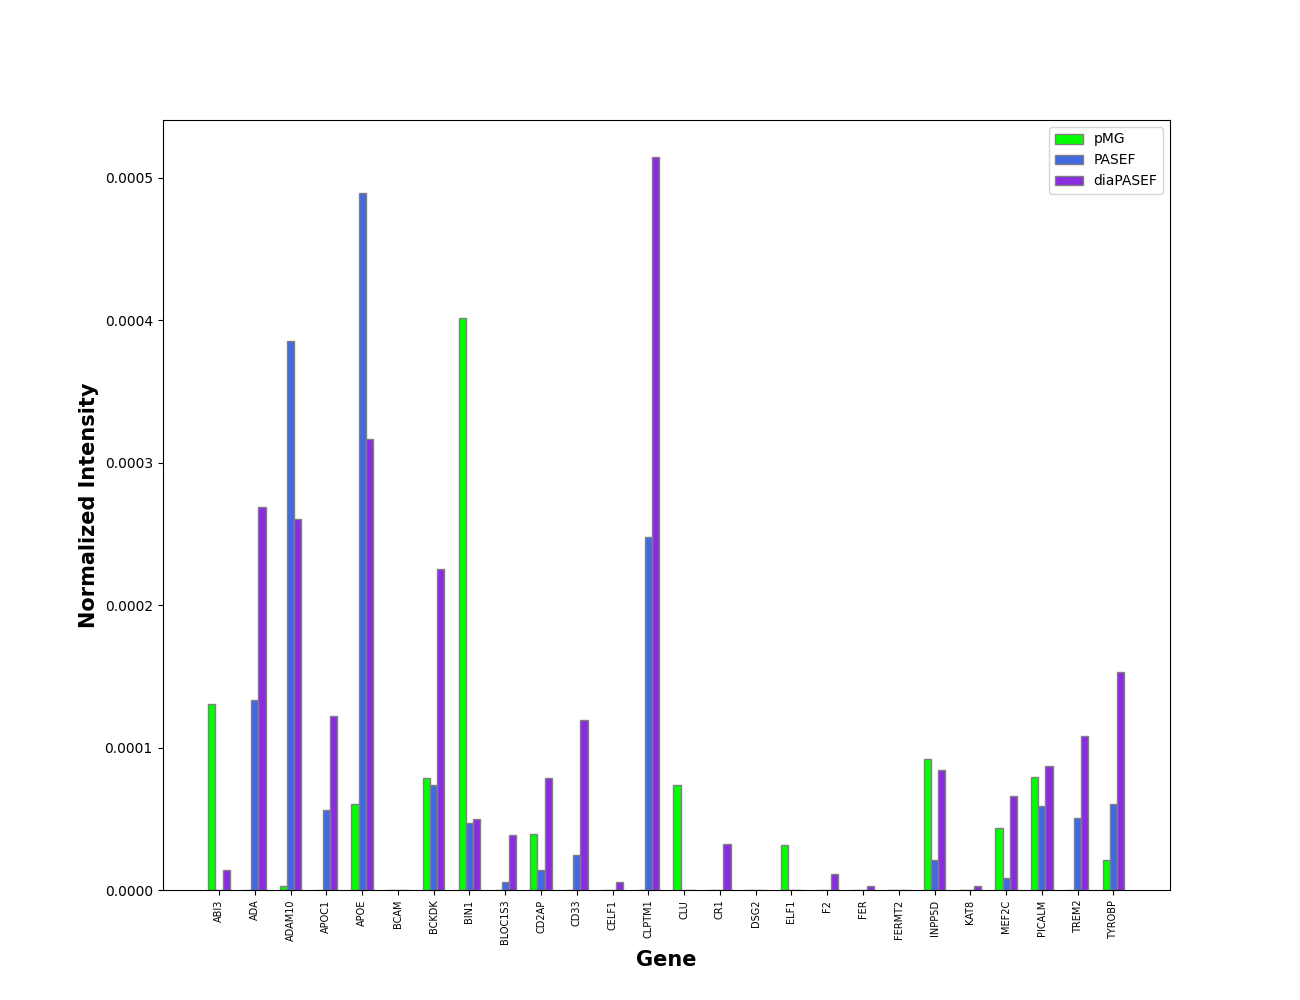 pMG
PASEF
diaPASEF
0.0005
0.0004
0.0003
0.0002
0.0001
0.0000
Normalized Intensity
ABI3
ADA
ADAM10
APOC1
APOE
BCAM
BCKDK
BIN1
BLOC1S3
CD2AP
CD33
CELF1
CLPTM1
CLU
CR1
DSG2
ELF1
F2
FER
FERMT2
INPP5D
KAT8
MEF2C
PICALM
TREM2
TYROBP
Gene